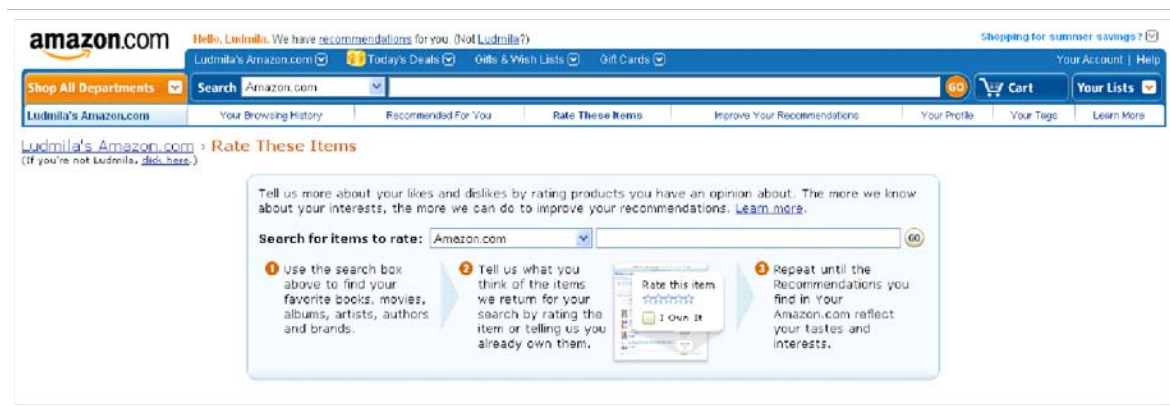 amazon.com
Hello, Ludmila. We have recommendations for you. (Not Ludmila?)
Shopping for summer savings?
Ludmila's Amazon.com
Today's Deals
Gifts & Wish Lists
Gift Cards
Your Account | Help
Shop All Departments
Search Amazon.com
GO
Cart
Your Lists
Ludmila's Amazon.com
Your Browsing History
Recommended For You
Rate These Items
Improve Your Recommendations
Your Profile
Your Tags
Learn More
Ludmila's Amazon.com › Rate These Items
(If you're not Ludmila, click here.)
Tell us more about your likes and dislikes by rating products you have an opinion about. The more we know
about your interests, the more we can do to improve your recommendations. Learn more.
Search for items to rate: Amazon.com
GO
1 Use the search box
above to find your
favorite books, movies,
albums, artists, authors
and brands.
2 Tell us what you
think of the items
we return for your
search by rating the
item or telling us you
already own them.
Rate this item
I Own It
3 Repeat until the
Recommendations you
find in Your
Amazon.com reflect
your tastes and
interests.